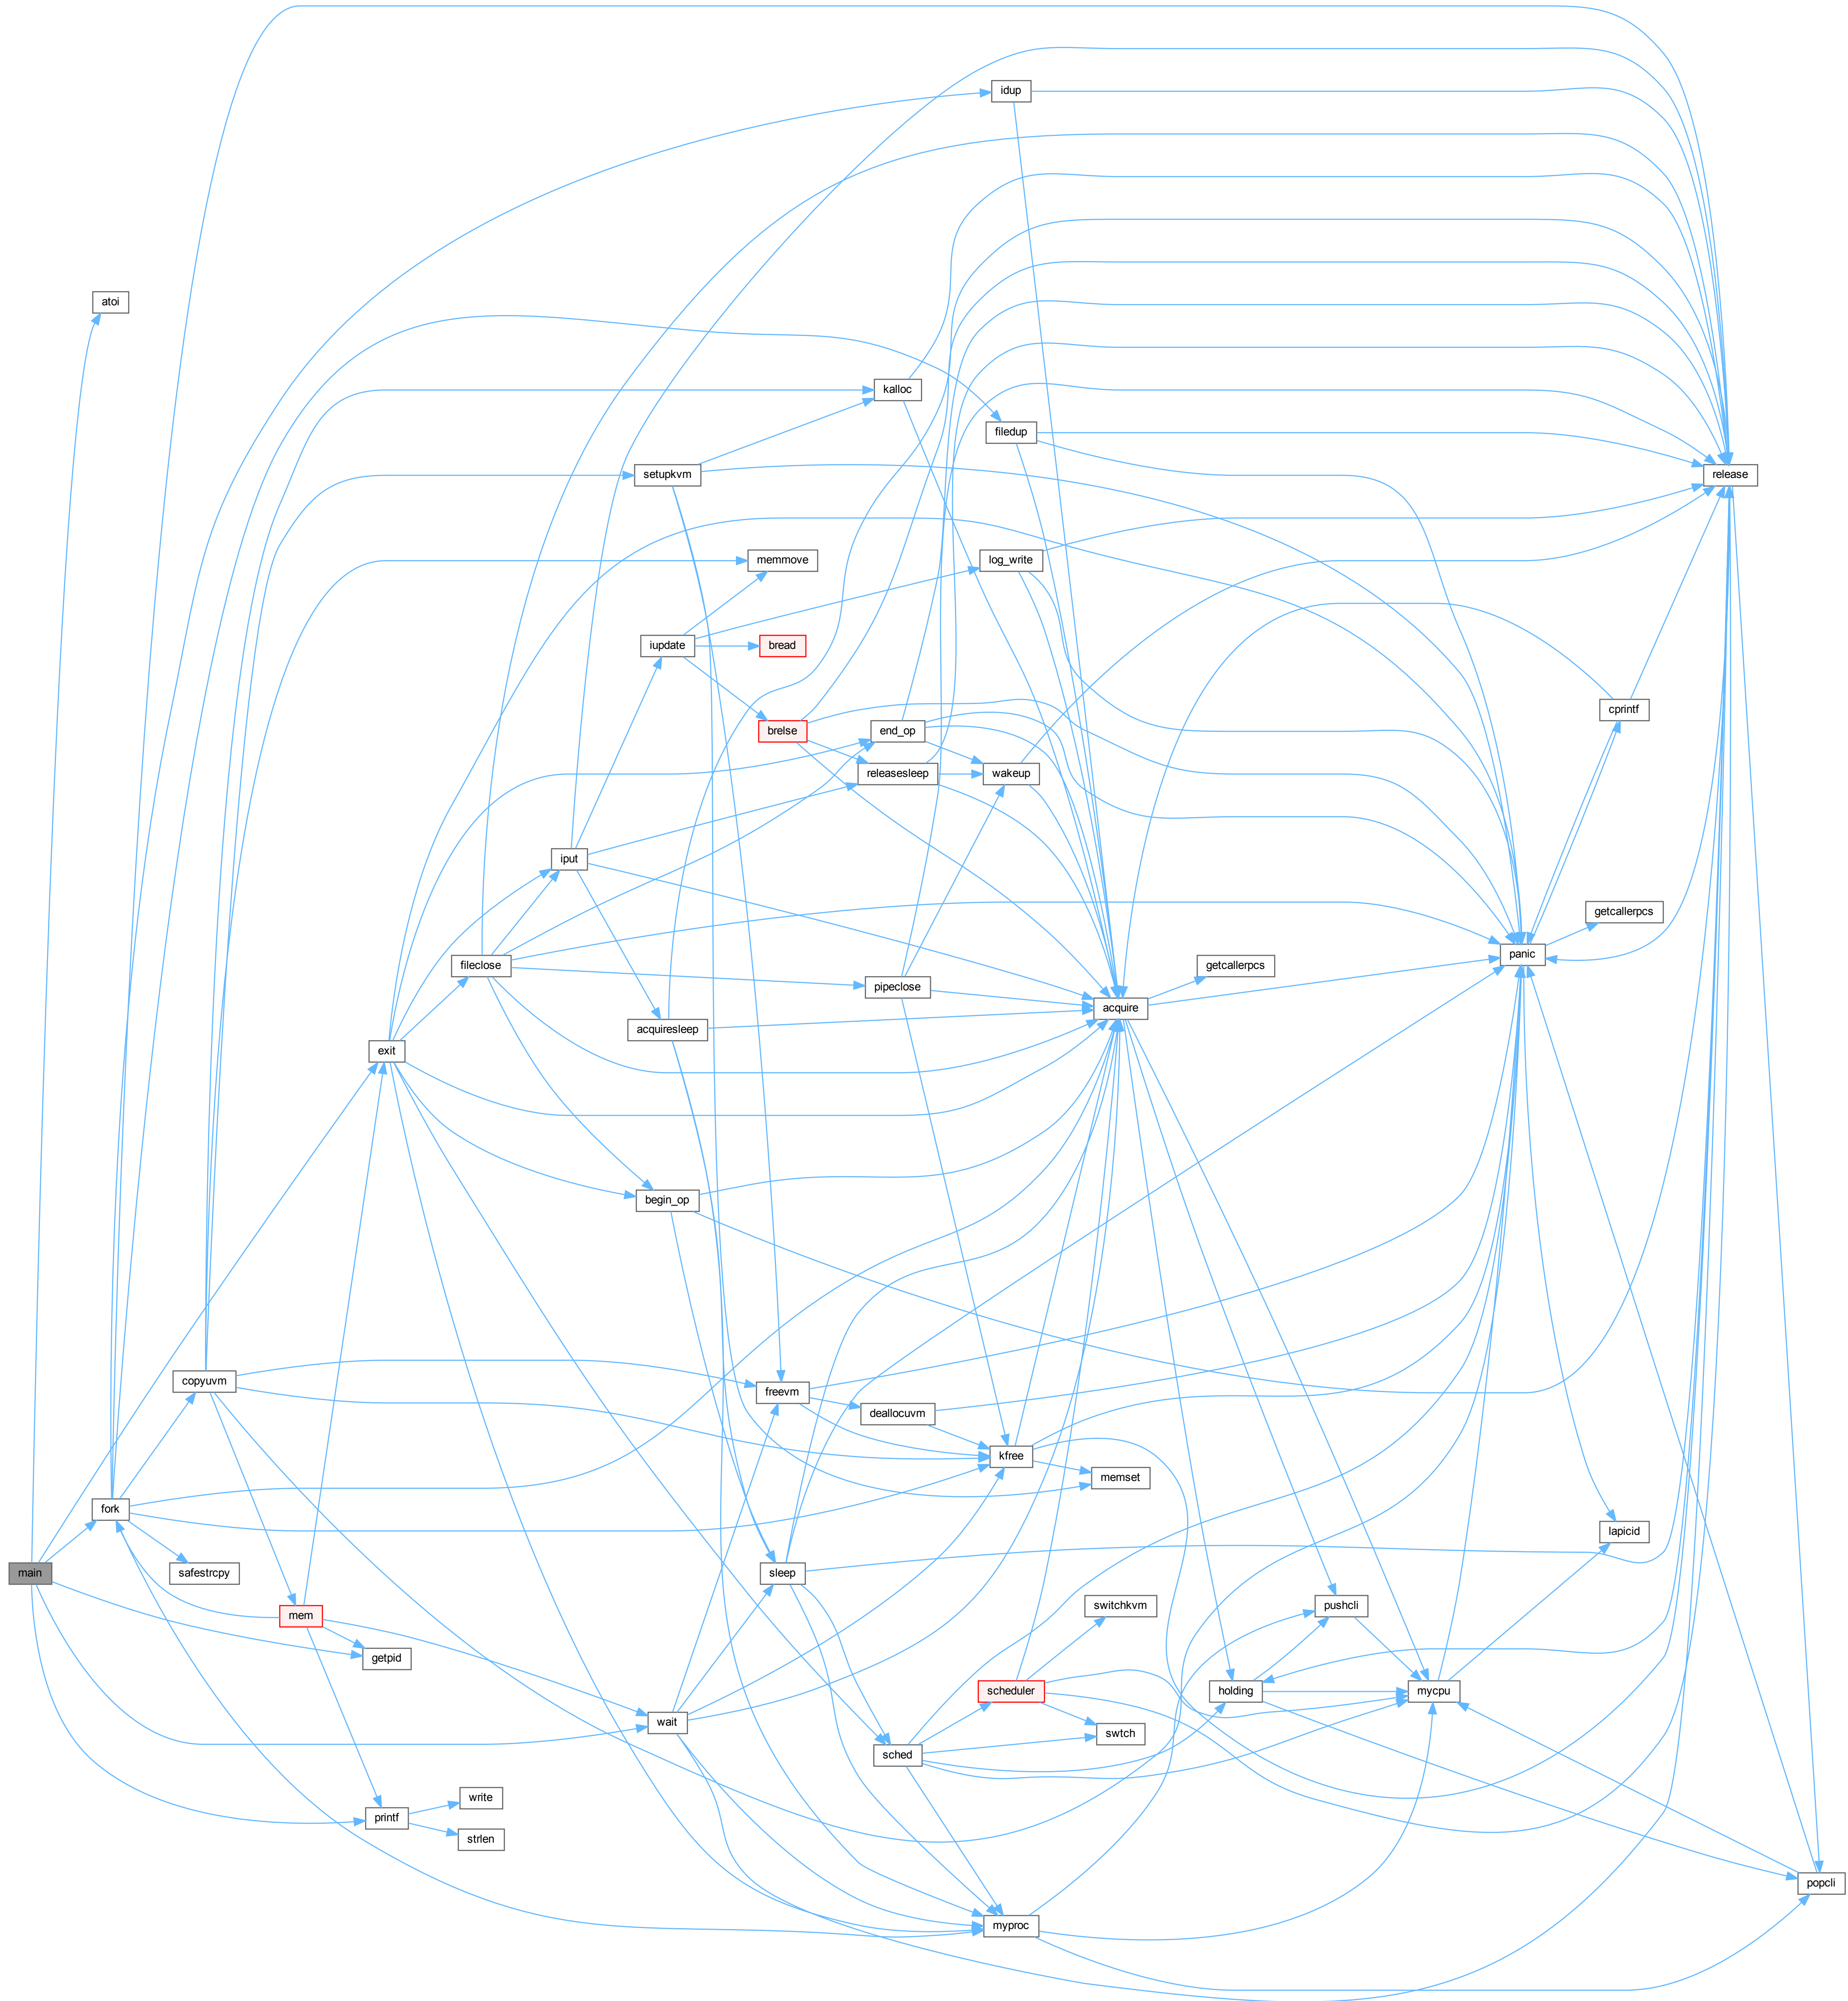 idup
atoi
kalloc
filedup
setupkvm
release
memmove
log_write
iupdate
bread
cprintf
brelse
end_op
releasesleep
wakeup
iput
getcallerpcs
panic
fileclose
getcallerpcs
pipeclose
acquire
acquiresleep
exit
begin_op
copyuvm
freevm
deallocuvm
kfree
memset
fork
lapicid
main
safestrcpy
sleep
mem
switchkvm
pushcli
getpid
scheduler
holding
mycpu
wait
swtch
sched
write
printf
strlen
popcli
myproc